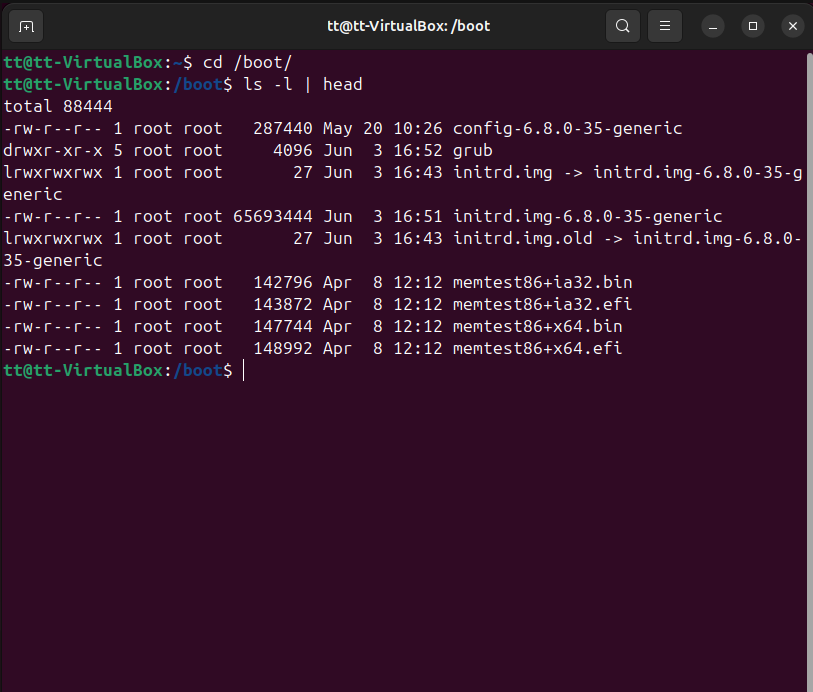 tt@tt-VirtualBox: /boot
tt@tt-VirtualBox:~$ cd /boot/
tt@tt-VirtualBox:/boot$ ls -l | head
total 88444
-rw-r--r-- 1 root root   287440 May 20 10:26 config-6.8.0-35-generic
drwxr-xr-x 5 root root     4096 Jun  3 16:52 grub
lrwxrwxrwx 1 root root       27 Jun  3 16:43 initrd.img -> initrd.img-6.8.0-35-g
eneric
-rw-r--r-- 1 root root 65693444 Jun  3 16:51 initrd.img-6.8.0-35-generic
lrwxrwxrwx 1 root root       27 Jun  3 16:43 initrd.img.old -> initrd.img-6.8.0-
35-generic
-rw-r--r-- 1 root root   142796 Apr  8 12:12 memtest86+ia32.bin
-rw-r--r-- 1 root root   143872 Apr  8 12:12 memtest86+ia32.efi
-rw-r--r-- 1 root root   147744 Apr  8 12:12 memtest86+x64.bin
-rw-r--r-- 1 root root   148992 Apr  8 12:12 memtest86+x64.efi
tt@tt-VirtualBox:/boot$